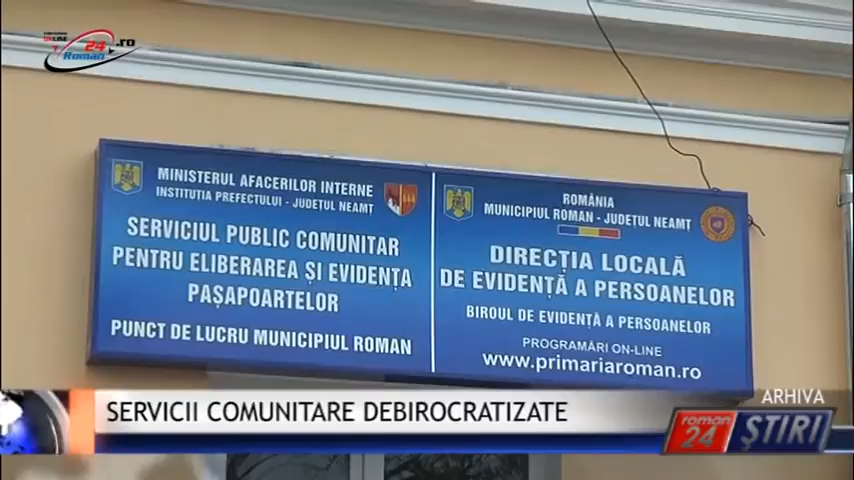 ONLINE
Roman 24 .ro
MINISTERUL AFACERILOR INTERNE
INSTITUȚIA PREFECTULUI - JUDEȚUL NEAMȚ
SERVICIUL PUBLIC COMUNITAR
PENTRU ELIBERAREA ȘI EVIDENȚA
PAȘAPOARTELOR
PUNCT DE LUCRU MUNICIPIUL ROMAN
ROMÂNIA
MUNICIPIUL ROMAN - JUDEȚUL NEAMȚ
DIRECȚIA LOCALĂ
DE EVIDENȚĂ A PERSOANELOR
BIROUL DE EVIDENȚĂ A PERSOANELOR
PROGRAMĂRI ON-LINE
www.primariaroman.ro
SERVICII COMUNITARE DEBIROCRATIZATE
ARHIVA
roman 24 ȘTIRI